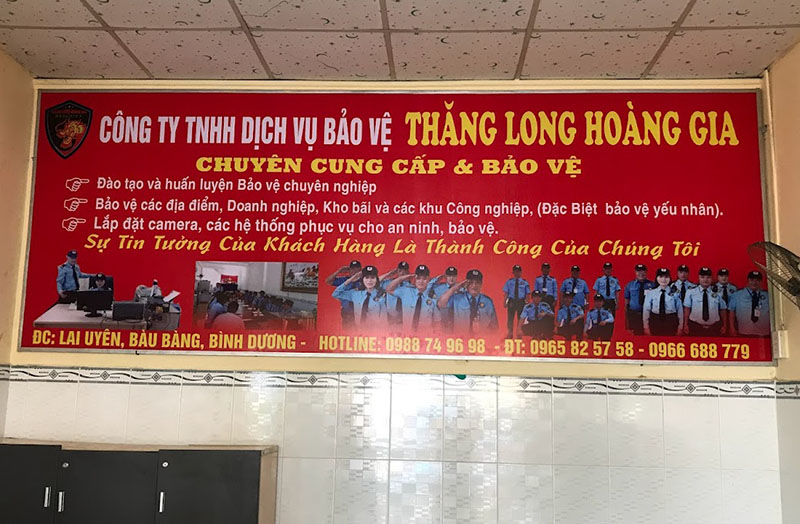 CÔNG TY TNHH DỊCH VỤ BẢO VỆ THĂNG LONG HOÀNG GIA
CHUYÊN CUNG CẤP & BẢO VỆ
Đào tạo và huấn luyện Bảo vệ chuyên nghiệp
Bảo vệ các địa điểm, Doanh nghiệp, Kho bãi và các khu Công nghiệp, (Đặc Biệt bảo vệ yếu nhân).
Lắp đặt camera, các hệ thống phục vụ cho an ninh, bảo vệ.
Sự Tin Tưởng Của Khách Hàng Là Thành Công Của Chúng Tôi
ĐC: LAI UYÊN, BÀU BÀNG, BÌNH DƯƠNG - HOTLINE: 0988 74 96 98 - ĐT: 0965 82 57 58 - 0966 688 779